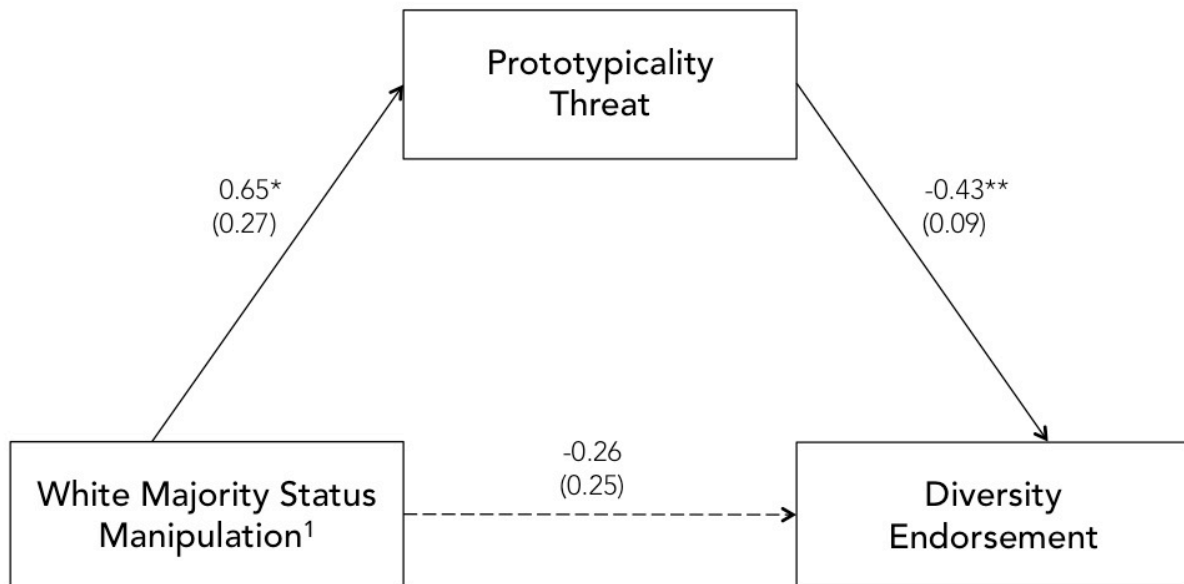 Prototypicality
Threat
0.65*
(0.27)
-0.43**
(0.09)
White Majority Status
Manipulation¹
-0.26
(0.25)
Diversity
Endorsement